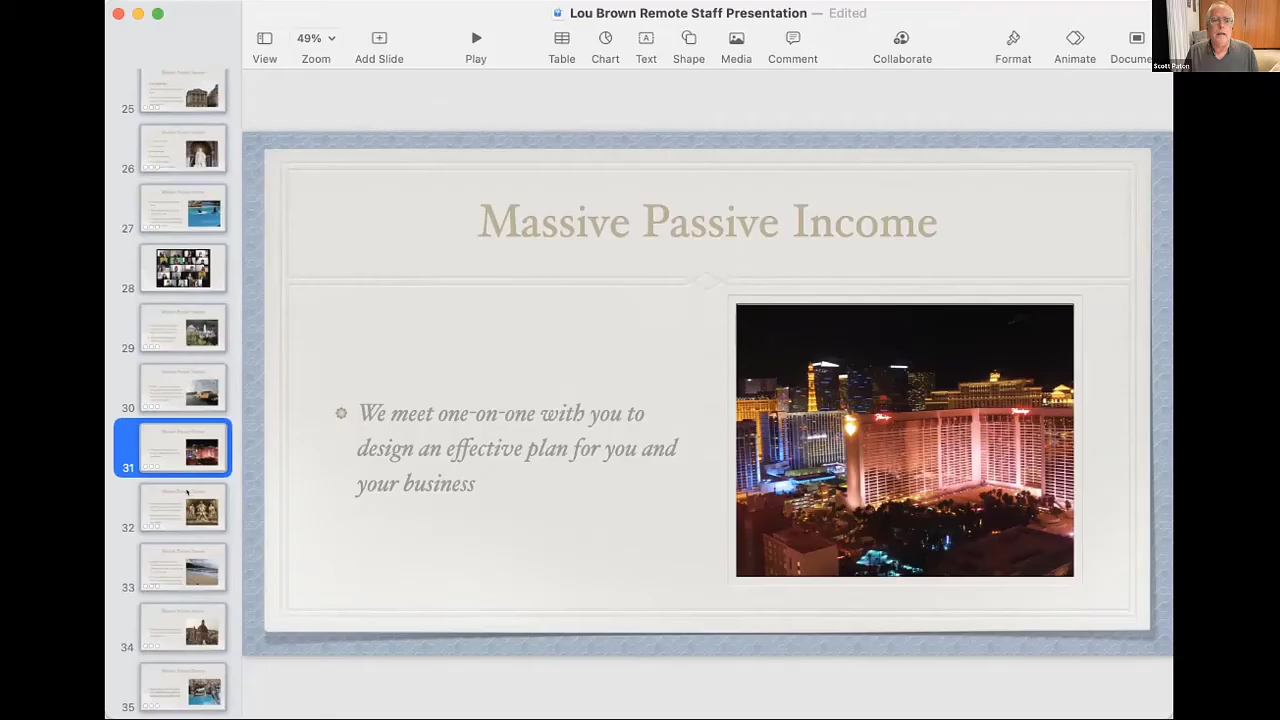 Lou Brown Remote Staff Presentation — Edited
49%
View
Zoom
Add Slide
Play
Table
Chart
Text
Shape
Media
Comment
Collaborate
Format
Animate
Docume
Scott Paton
25
26
27
28
29
30
31
32
33
34
35
Massive Passive Income
We meet one-on-one with you to
design an effective plan for you and
your business
Flamingo